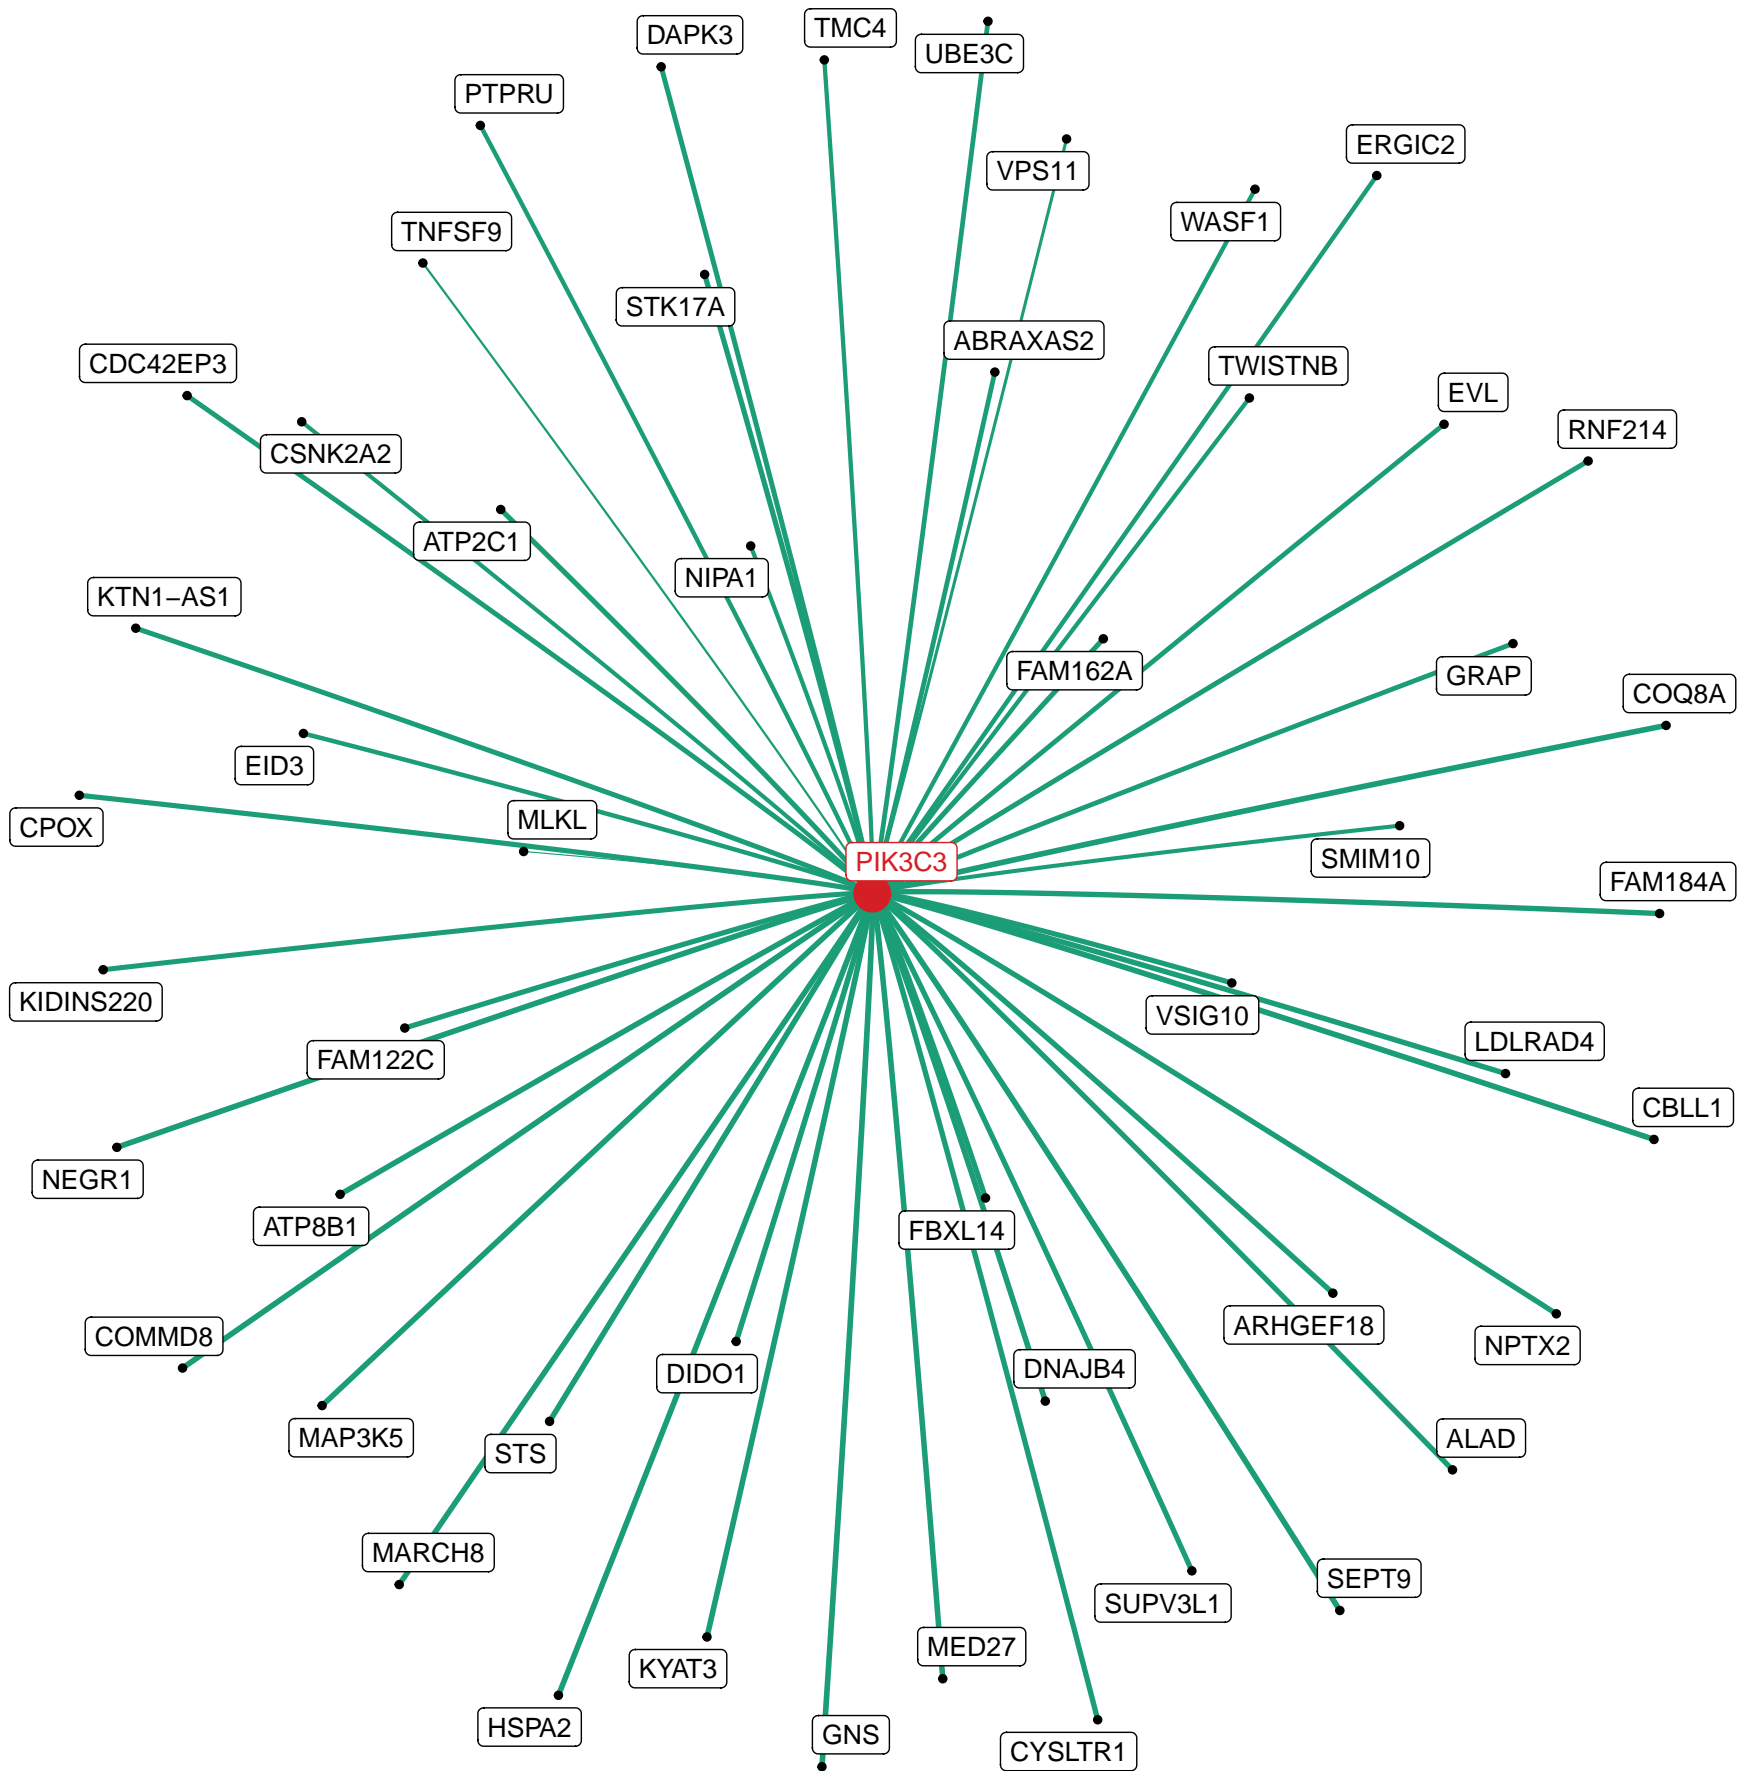 TMC4
DAPK3
UBE3C
PTPRU
ERGIC2
VPS11
WASF1
TNFSF9
STK17A
ABRAXAS2
CDC42EP3
TWISTNB
EVL
RNF214
CSNK2A2
ATP2C1
NIPA1
KTN1−AS1
FAM162A
GRAP
COQ8A
EID3
MLKL
CPOX
SMIM10
PIK3C3
FAM184A
KIDINS220
VSIG10
LDLRAD4
FAM122C
CBLL1
NEGR1
ATP8B1
FBXL14
ARHGEF18
COMMD8
NPTX2
DNAJB4
DIDO1
MAP3K5
ALAD
STS
MARCH8
SEPT9
SUPV3L1
MED27
KYAT3
HSPA2
GNS
CYSLTR1